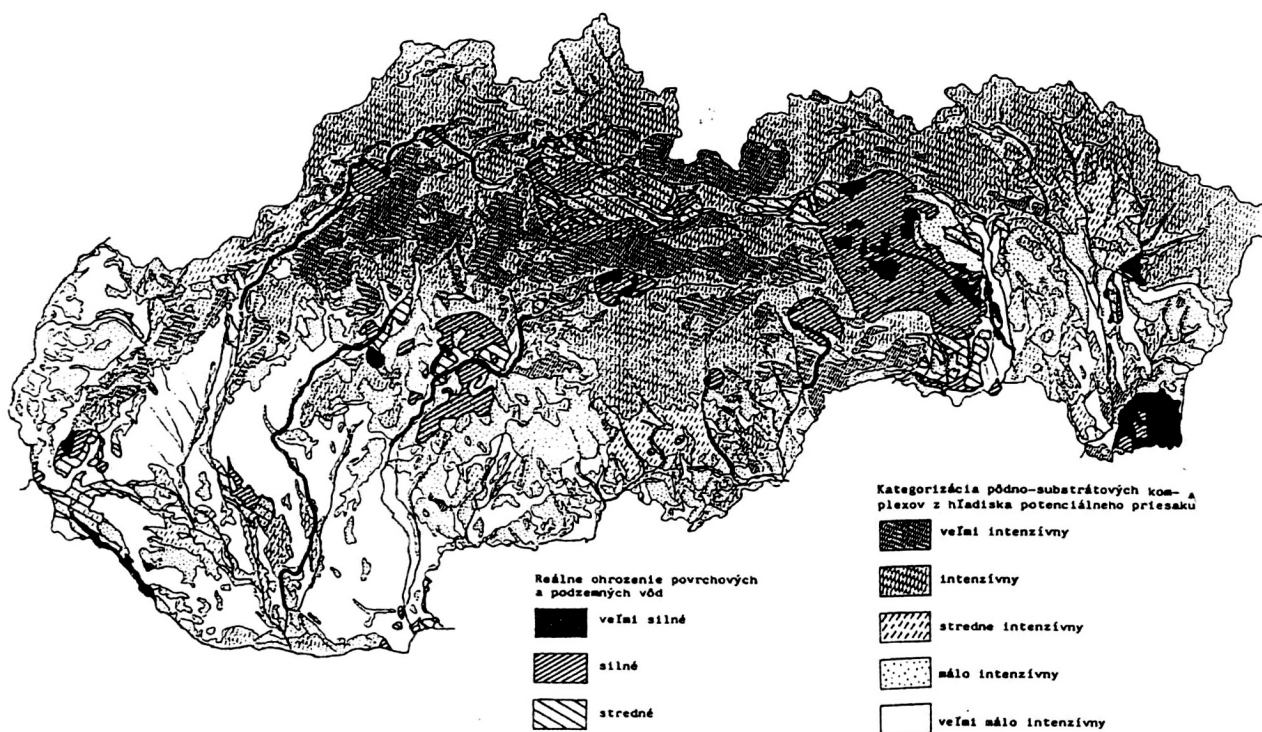 Reálne ohrozenie povrchových
a podzemných vôd
veľmi silné
silné
stredné
Kategorizácia pôdno-substrátových kom- a
plexov z hľadiska potenciálneho priesaku
veľmi intenzívny
intenzívny
stredne intenzívny
málo intenzívny
veľmi málo intenzívny